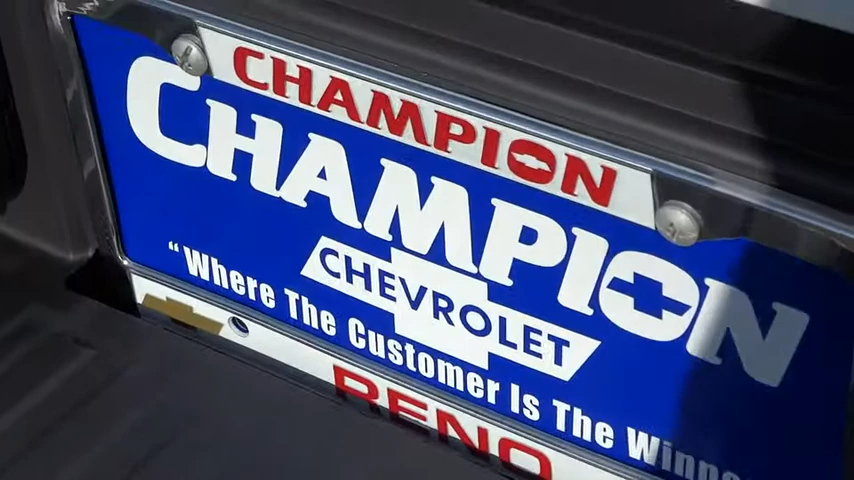 CHAMPION
CHAMPION
CHEVROLET
“Where The Customer Is The
RENO